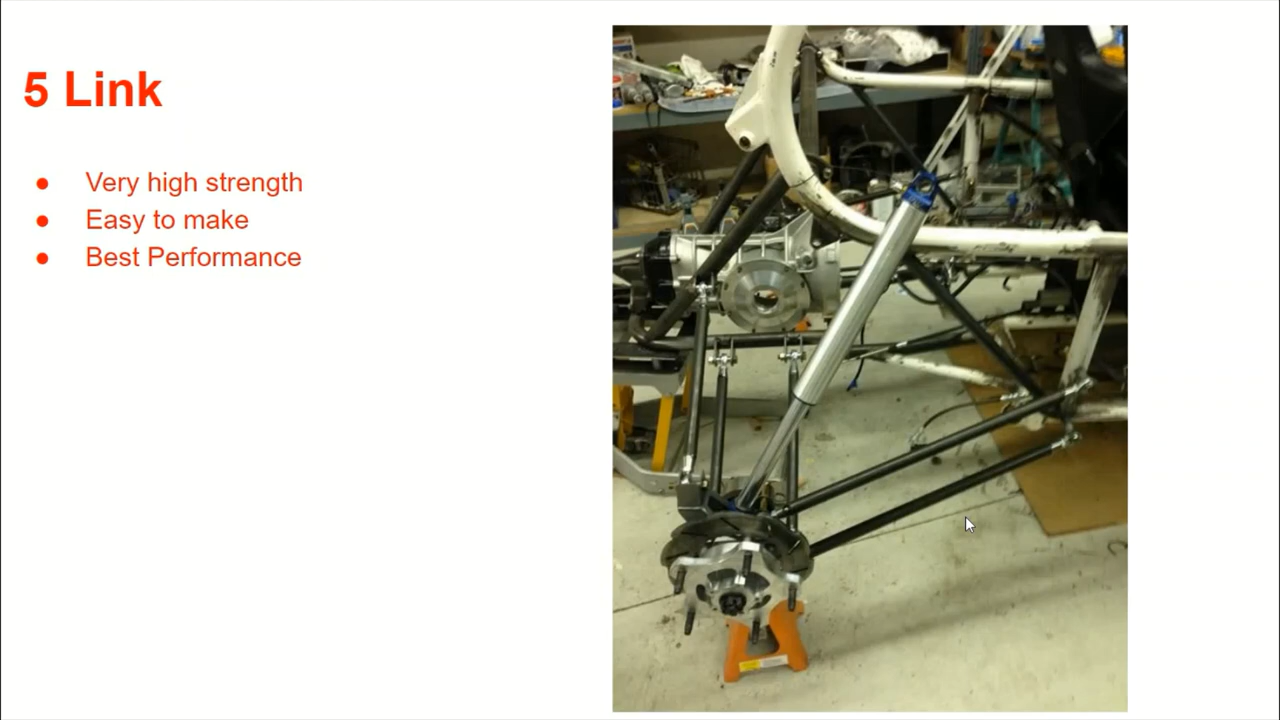 5 Link
● Very high strength
● Easy to make
● Best Performance